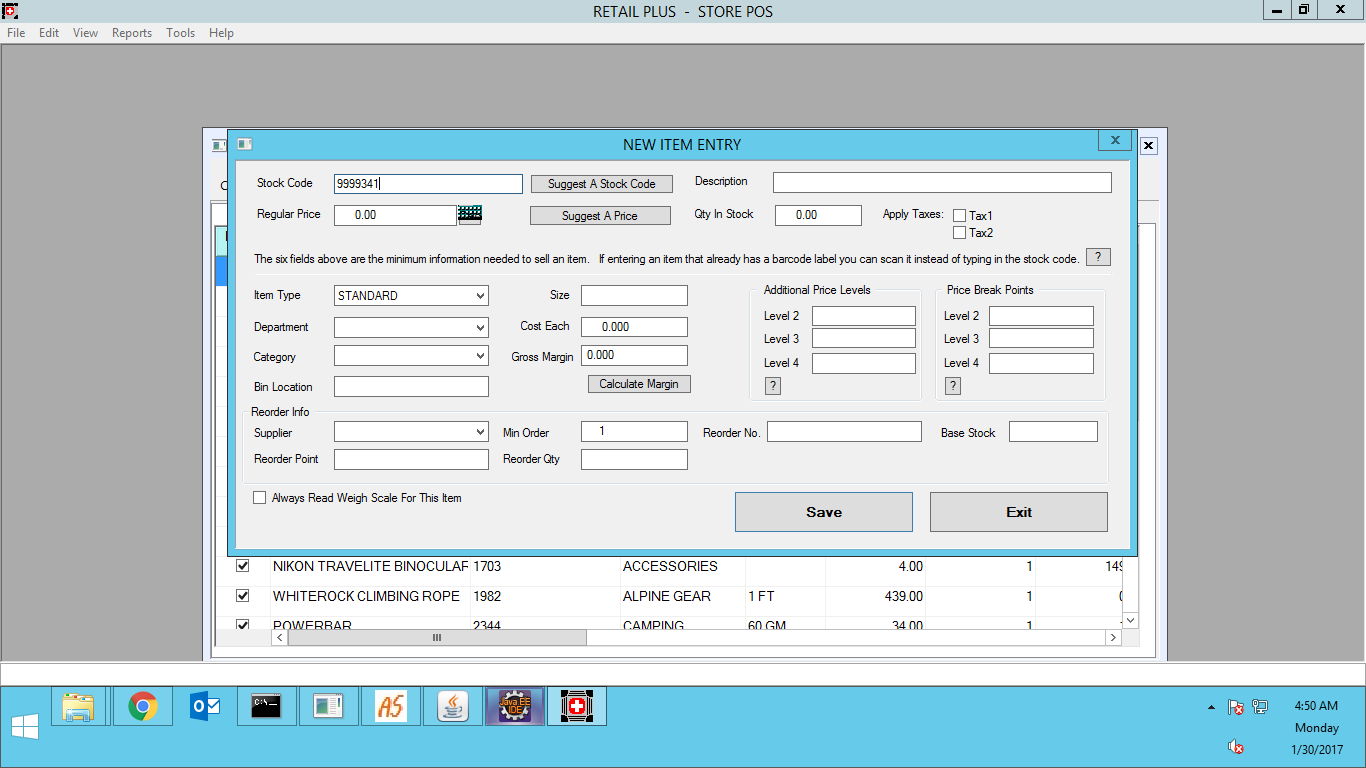 RETAIL PLUS - STORE POS
File Edit View Reports Tools Help
NEW ITEM ENTRY
Stock Code 9999341 Suggest A Stock Code Description
Regular Price 0.00 Suggest A Price Qty In Stock 0.00 Apply Taxes: Tax1
Tax2
The six fields above are the minimum information needed to sell an item. If entering an item that already has a barcode label you can scan it instead of typing in the stock code. ?
Item Type STANDARD Size Additional Price Levels Price Break Points
Level 2 Level 2
Department Cost Each 0.000
Level 3 Level 3
Category Gross Margin 0.000
Level 4 Level 4
Bin Location Calculate Margin ? ?
Reorder Info
Supplier Min Order 1 Reorder No. Base Stock
Reorder Point Reorder Qty
Always Read Weigh Scale For This Item
Save Exit
NIKON TRAVELITE BINOCULAR 1703 ACCESSORIES 4.00 1 149
WHITEROCK CLIMBING ROPE 1982 ALPINE GEAR 1 FT 439.00 1
POWERBAR 2344 CAMPING 60 GM 34.00 1
C:\>_
A5
Java EE
IDE
4:50 AM
Monday
1/30/2017